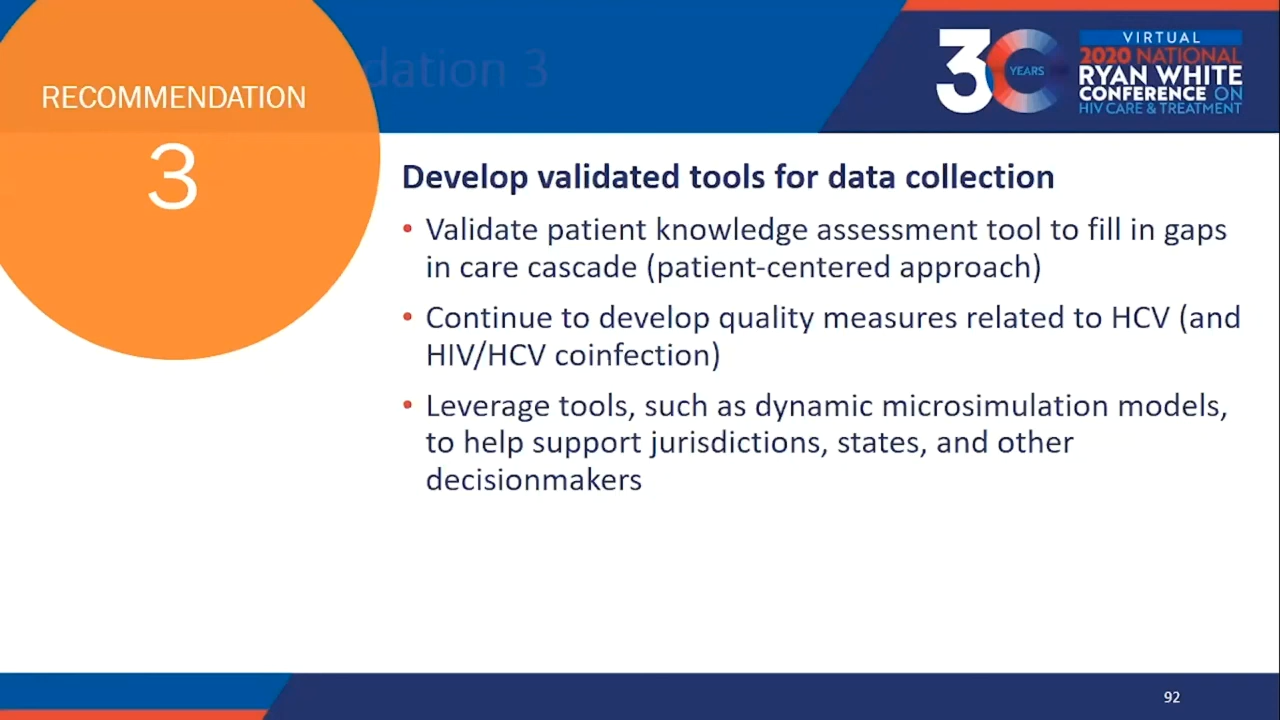 RECOMMENDATION
3
dation 3
30 YEARS
VIRTUAL
2020 NATIONAL
RYAN WHITE
CONFERENCE ON
HIV CARE & TREATMENT
Develop validated tools for data collection
• Validate patient knowledge assessment tool to fill in gaps
in care cascade (patient-centered approach)
• Continue to develop quality measures related to HCV (and
HIV/HCV coinfection)
• Leverage tools, such as dynamic microsimulation models,
to help support jurisdictions, states, and other
decisionmakers
92